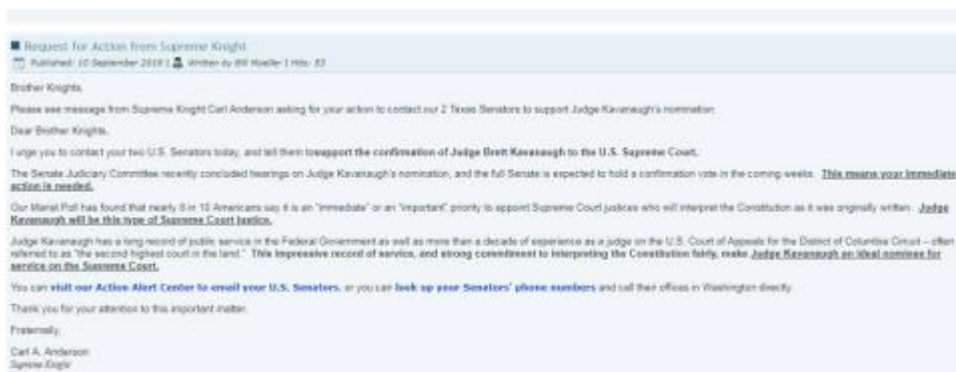 Request for Action from Supreme Knight
Published: 10 September 2018 | Written by Bill Hoeller | Hits: 93
Brother Knights,
Please see message from Supreme Knight Carl Anderson asking for your action to contact our 2 Texas Senators to support Judge Kavanaugh's nomination
Dear Brother Knights,
I urge you to contact your two U.S. Senators today, and tell them tosupport the confirmation of Judge Brett Kavanaugh to the U.S. Supreme Court.
The Senate Judiciary Committee recently concluded hearings on Judge Kavanaugh's nomination, and the full Senate is expected to hold a confirmation vote in the coming weeks. This means your immediate
action is needed.
Our Marist Poll has found that nearly 8 in 10 Americans say it is an "immediate" or an "important" priority to appoint Supreme Court justices who will interpret the Constitution as it was originally written. Judge
Kavanaugh will be this type of Supreme Court justice.
Judge Kavanaugh has a long record of public service in the Federal Government as well as more than a decade of experience as a judge on the U.S. Court of Appeals for the District of Columbia Circuit – often
referred to as "the second highest court in the land." This impressive record of service, and strong commitment to interpreting the Constitution fairly, make Judge Kavanaugh an ideal nominee for
service on the Supreme Court.
You can visit our Action Alert Center to email your U.S. Senators, or you can look up your Senators' phone numbers and call their offices in Washington directly.
Thank you for your attention to this important matter.
Fraternally,
Carl A. Anderson
Supreme Knight